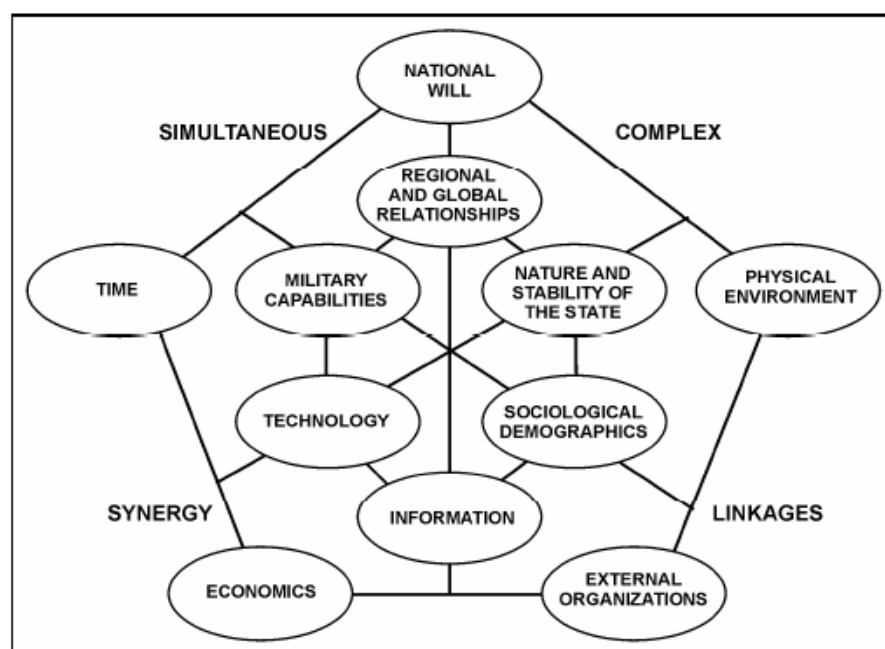 NATIONAL
WILL
SIMULTANEOUS
COMPLEX
REGIONAL
AND GLOBAL
RELATIONSHIPS
TIME
MILITARY
CAPABILITIES
NATURE AND
STABILITY OF
THE STATE
PHYSICAL
ENVIRONMENT
TECHNOLOGY
SOCIOLOGICAL
DEMOGRAPHICS
SYNERGY
INFORMATION
LINKAGES
ECONOMICS
EXTERNAL
ORGANIZATIONS